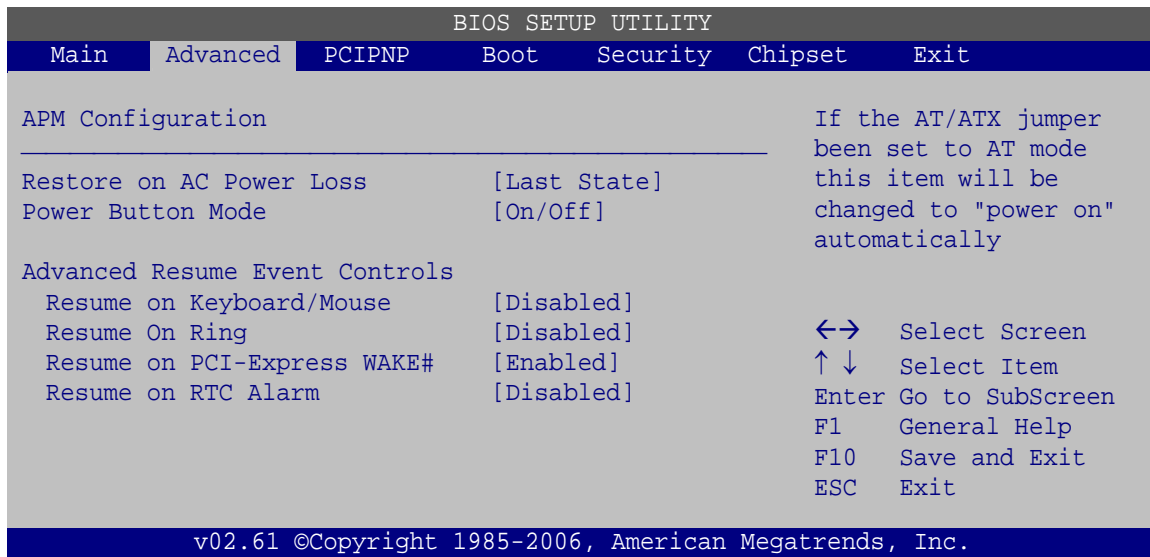 BIOS SETUP UTILITY
Main Advanced PCIPNP Boot Security Chipset Exit
APM Configuration
Restore on AC Power Loss [Last State]
Power Button Mode [On/Off]
Advanced Resume Event Controls
Resume on Keyboard/Mouse [Disabled]
Resume On Ring [Disabled]
Resume on PCI-Express WAKE# [Enabled]
Resume on RTC Alarm [Disabled]
If the AT/ATX jumper
been set to AT mode
this item will be
changed to "power on"
automatically
←→ Select Screen
↑ ↓ Select Item
Enter Go to SubScreen
F1 General Help
F10 Save and Exit
ESC Exit
v02.61 ©Copyright 1985-2006, American Megatrends, Inc.